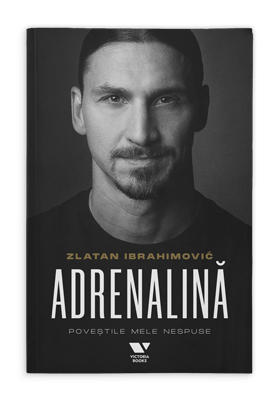 ZLATAN IBRAHIMOVIĆ
ADRENALINĂ
POVEȘTILE MELE NESPUSE
VICTORIA
BOOKS